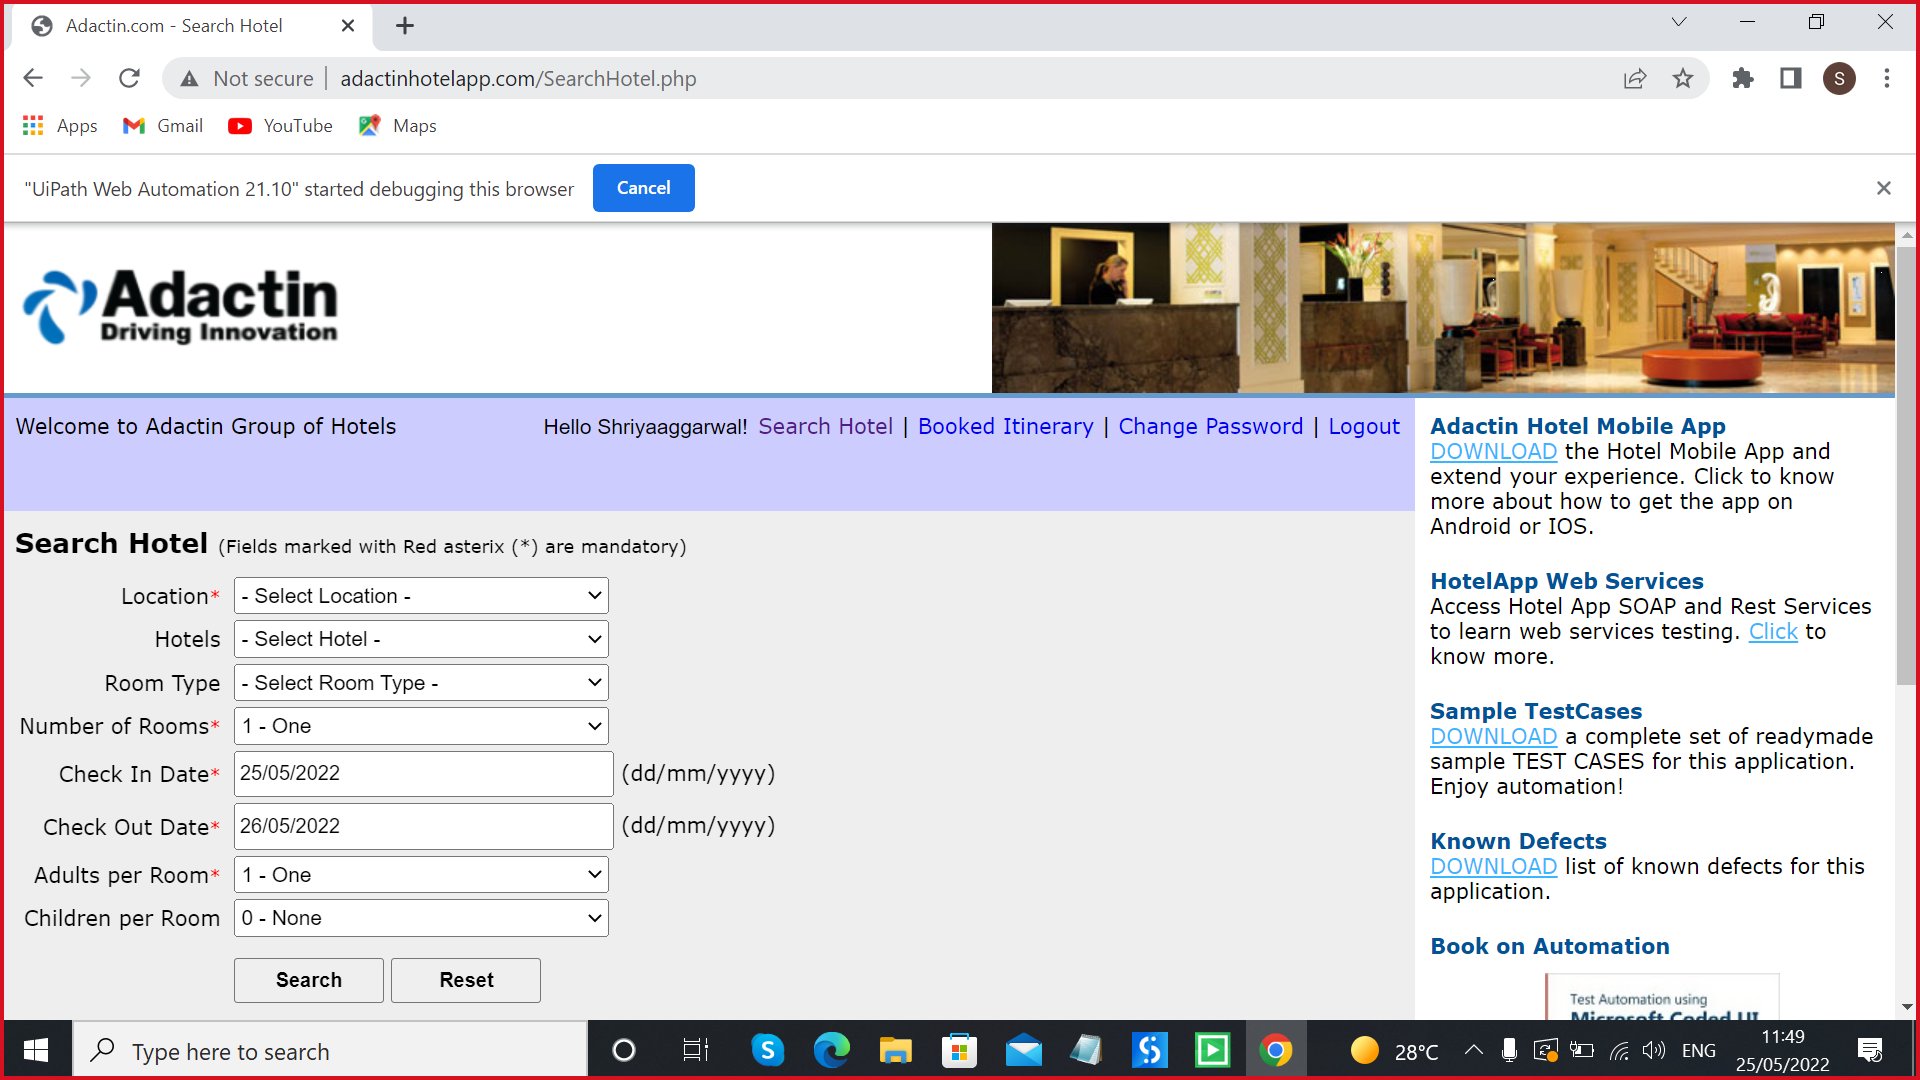 Adactin.com - Search Hotel
Not secure
adactinhotelapp.com/SearchHotel.php
S
Apps
Gmail
YouTube
Maps
"UiPath Web Automation 21.10" started debugging this browser
Cancel
Adactin
Driving Innovation
Welcome to Adactin Group of Hotels
Hello Shriyaaggarwal! Search Hotel | Booked Itinerary | Change Password | Logout
Search Hotel (Fields marked with Red asterix (*) are mandatory)
Location* - Select Location -
Hotels - Select Hotel -
Room Type - Select Room Type -
Number of Rooms* 1 - One
Check In Date* 25/05/2022 (dd/mm/yyyy)
Check Out Date* 26/05/2022 (dd/mm/yyyy)
Adults per Room* 1 - One
Children per Room 0 - None
Search Reset
Adactin Hotel Mobile App
DOWNLOAD the Hotel Mobile App and
extend your experience. Click to know
more about how to get the app on
Android or IOS.
HotelApp Web Services
Access Hotel App SOAP and Rest Services
to learn web services testing. Click to
know more.
Sample TestCases
DOWNLOAD a complete set of readymade
sample TEST CASES for this application.
Enjoy automation!
Known Defects
DOWNLOAD list of known defects for this
application.
Book on Automation
Test Automation using
Microsoft Coded UI
Type here to search
S
28°C
ENG
11:49
25/05/2022